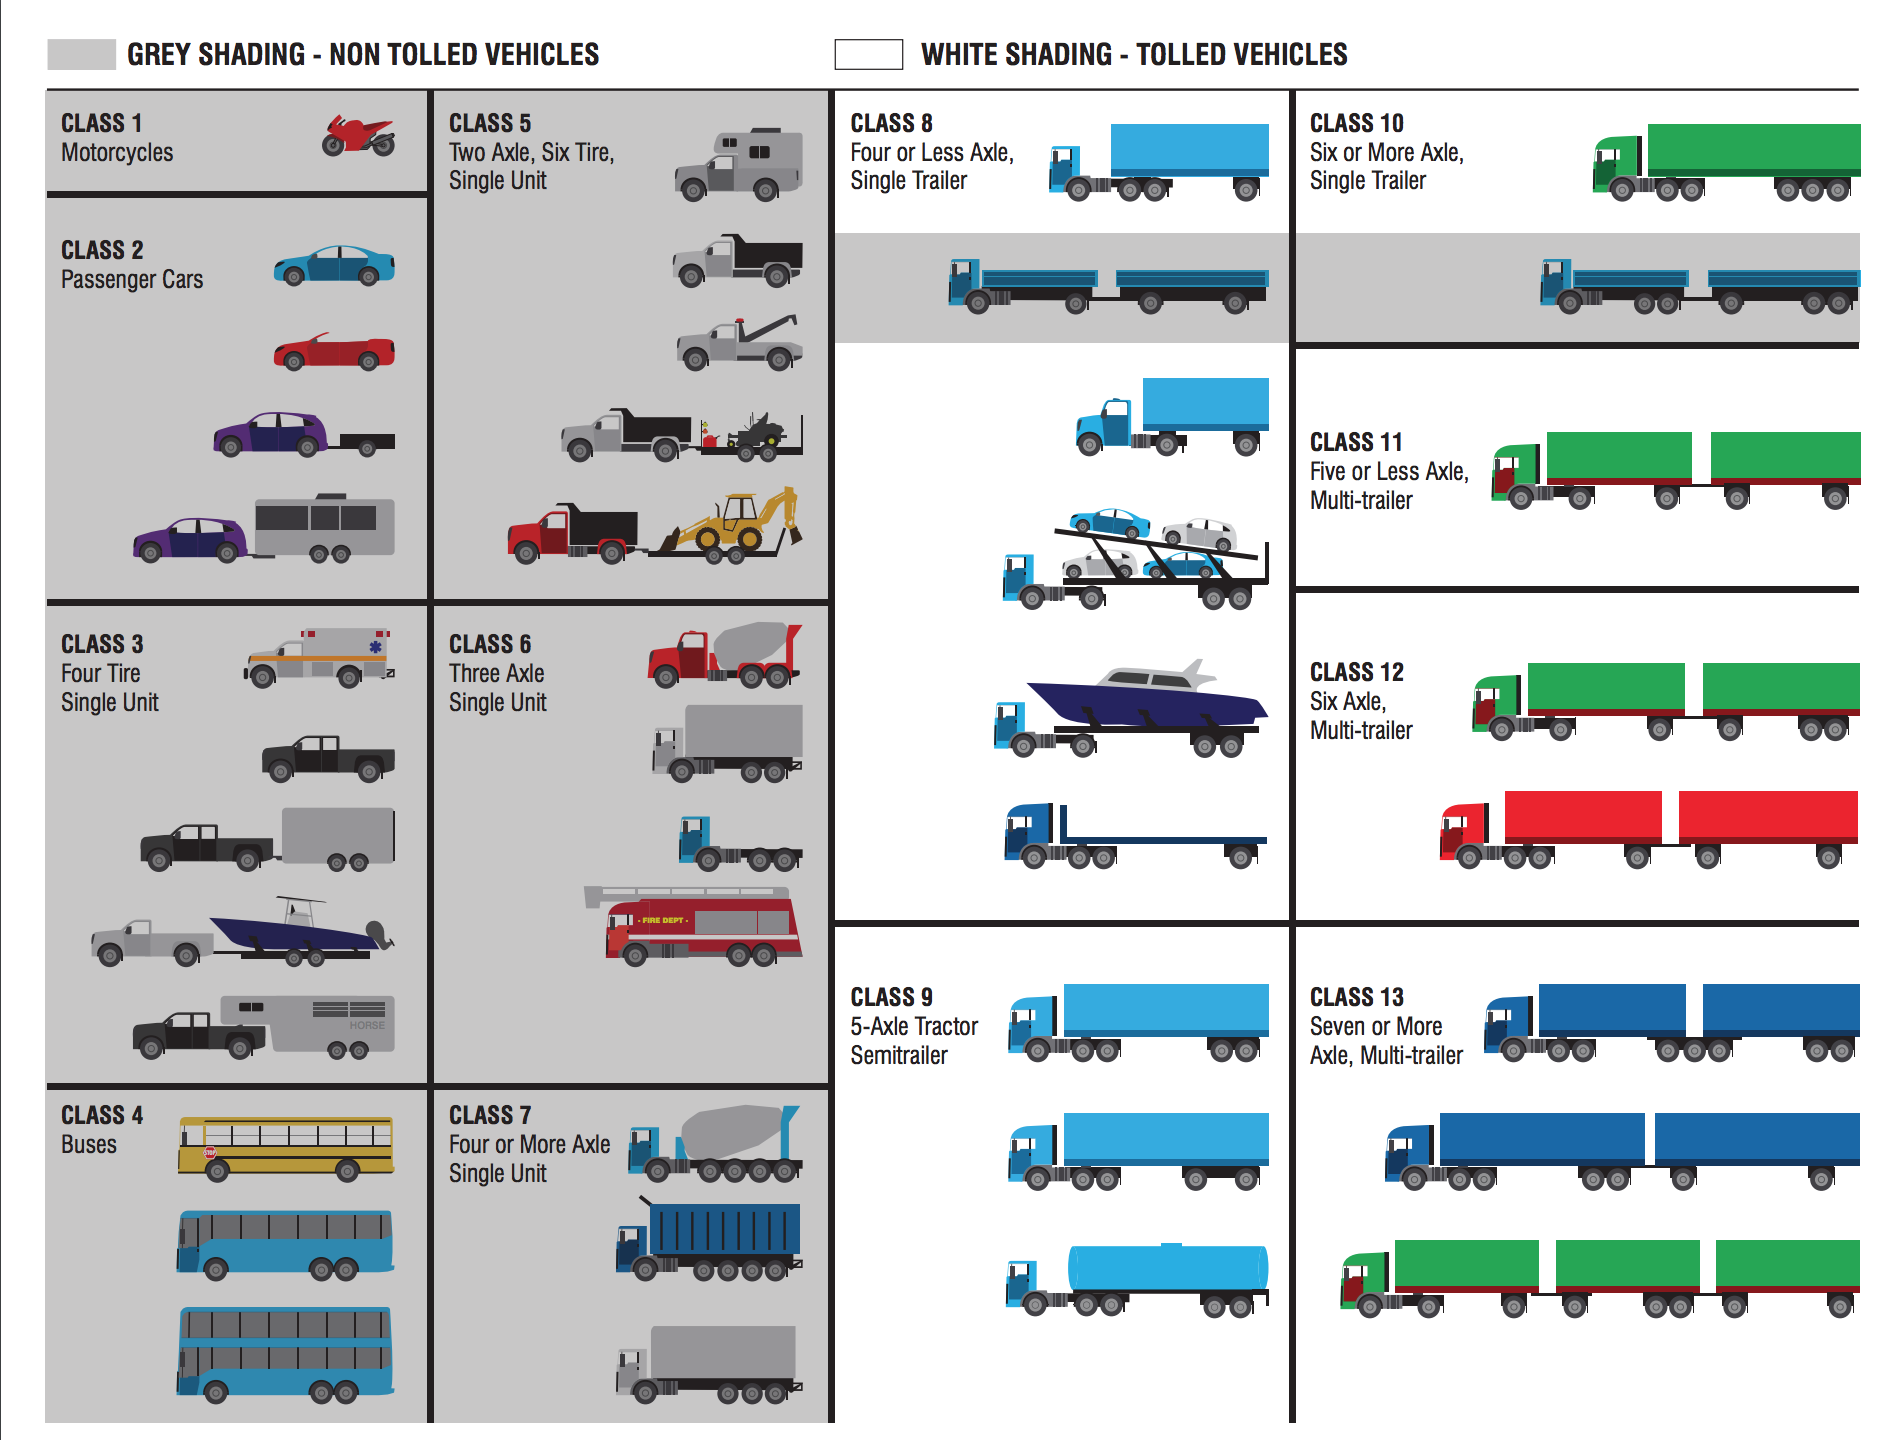 GREY SHADING - NON TOLLED VEHICLES
WHITE SHADING - TOLLED VEHICLES
CLASS 1
Motorcycles
CLASS 2
Passenger Cars
CLASS 3
Four Tire
Single Unit
HORSE
CLASS 4
Buses
STOP
CLASS 5
Two Axle, Six Tire,
Single Unit
CLASS 6
Three Axle
Single Unit
· FIRE DEPT ·
CLASS 7
Four or More Axle
Single Unit
CLASS 8
Four or Less Axle,
Single Trailer
CLASS 9
5-Axle Tractor
Semitrailer
CLASS 10
Six or More Axle,
Single Trailer
CLASS 11
Five or Less Axle,
Multi-trailer
CLASS 12
Six Axle,
Multi-trailer
CLASS 13
Seven or More
Axle, Multi-trailer